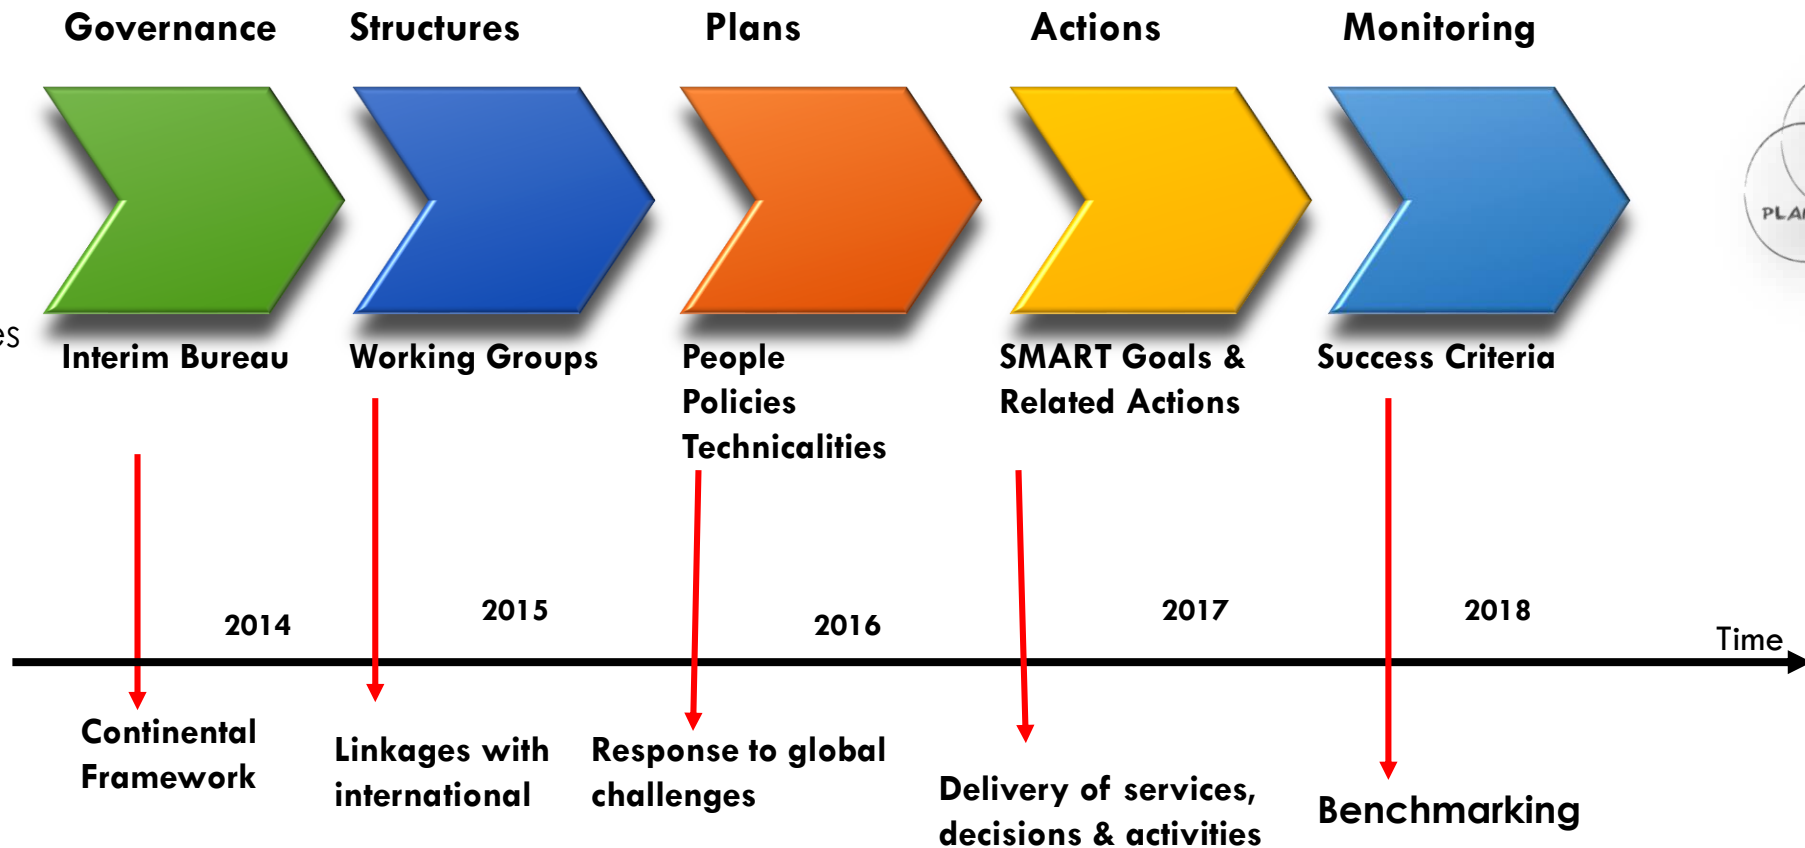 Governance
Structures
Plans
Actions
Monitoring
Interim Bureau
Working Groups
People
Policies
Technicalities
SMART Goals &
Related Actions
Success Criteria
2014
2015
2016
2017
2018
Time
Continental
Framework
Linkages with
international
Response to global
challenges
Delivery of services,
decisions & activities
Benchmarking